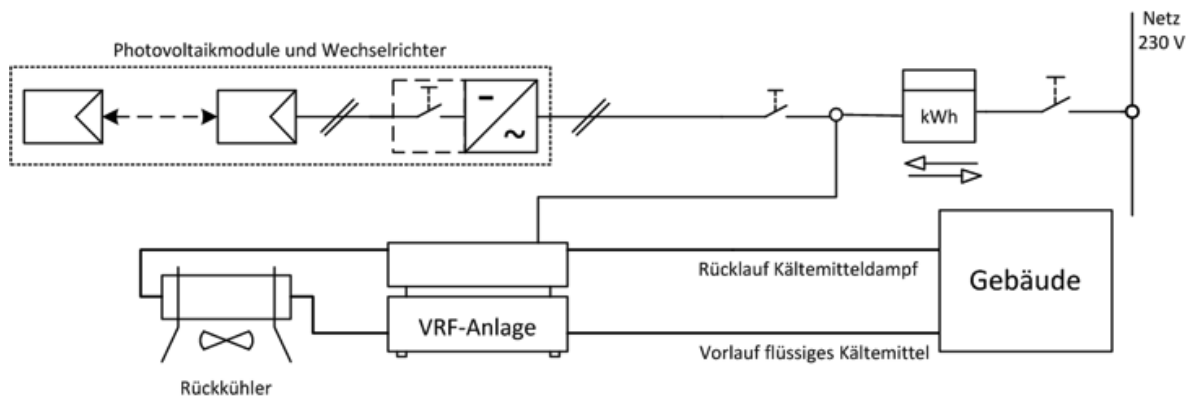 Netz
230 V
Photovoltaikmodule und Wechselrichter
kWh
Rücklauf Kältemitteldampf
Gebäude
VRF-Anlage
Vorlauf flüssiges Kältemittel
Rückkühler